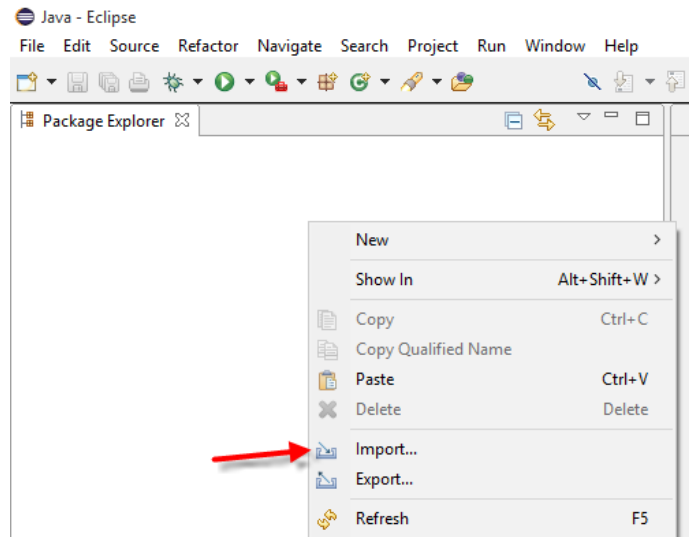 Java - Eclipse
File Edit Source Refactor Navigate Search Project Run Window Help
Package Explorer
New
Show In Alt+Shift+W
Copy Ctrl+C
Copy Qualified Name
Paste Ctrl+V
Delete Delete
Import...
Export...
Refresh F5